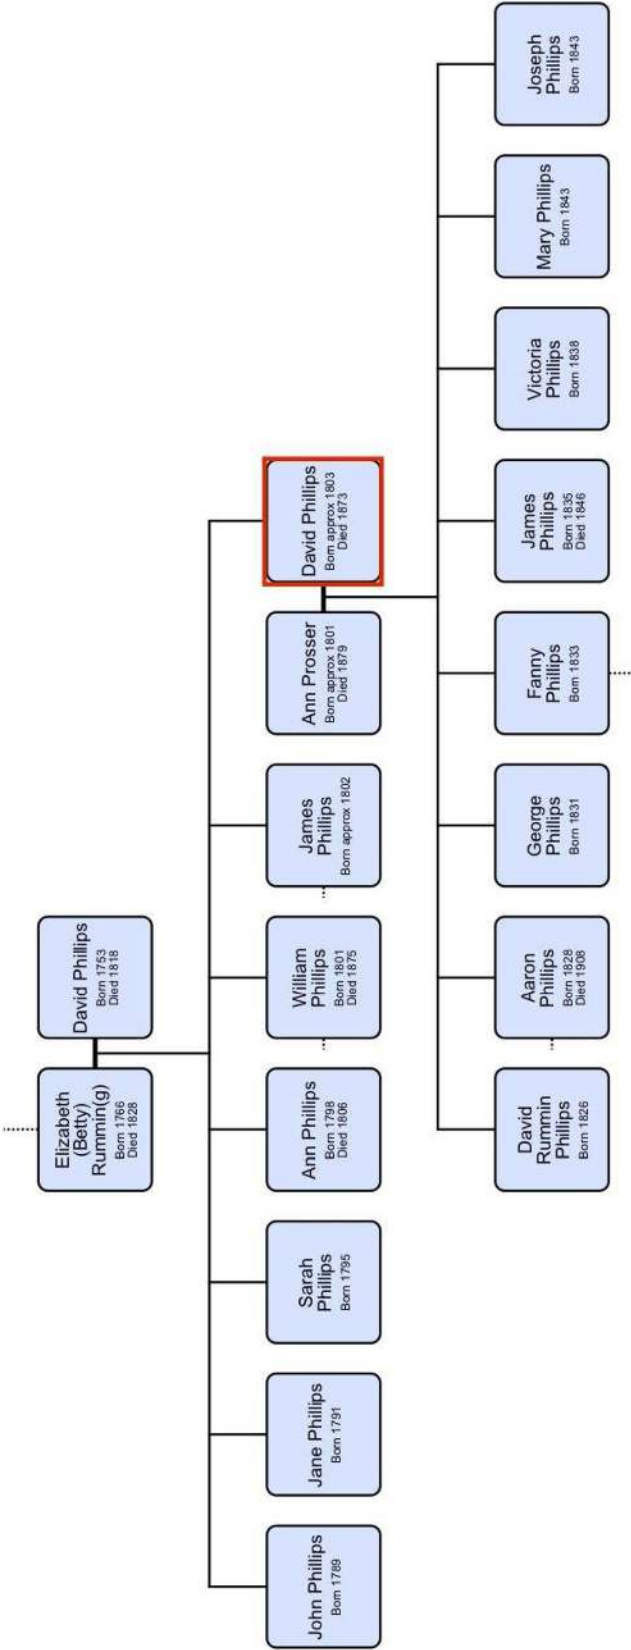 Elizabeth
(Betty)
Rummin(g)
Born 1766
Died 1828
David Phillips
Born 1753
Died 1818
John Phillips
Born 1789
Jane Phillips
Born 1791
Sarah
Phillips
Born 1795
Ann Phillips
Born 1798
Died 1806
William
Phillips
Born 1801
Died 1875
James
Phillips
Born approx 1802
Ann Prosser
Born approx 1801
Died 1879
David Phillips
Born approx 1803
Died 1873
David
Rummin
Phillips
Born 1826
Aaron
Phillips
Born 1828
Died 1908
George
Phillips
Born 1831
Fanny
Phillips
Born 1833
James
Phillips
Born 1835
Died 1846
Victoria
Phillips
Born 1838
Mary Phillips
Born 1843
Joseph
Phillips
Born 1843